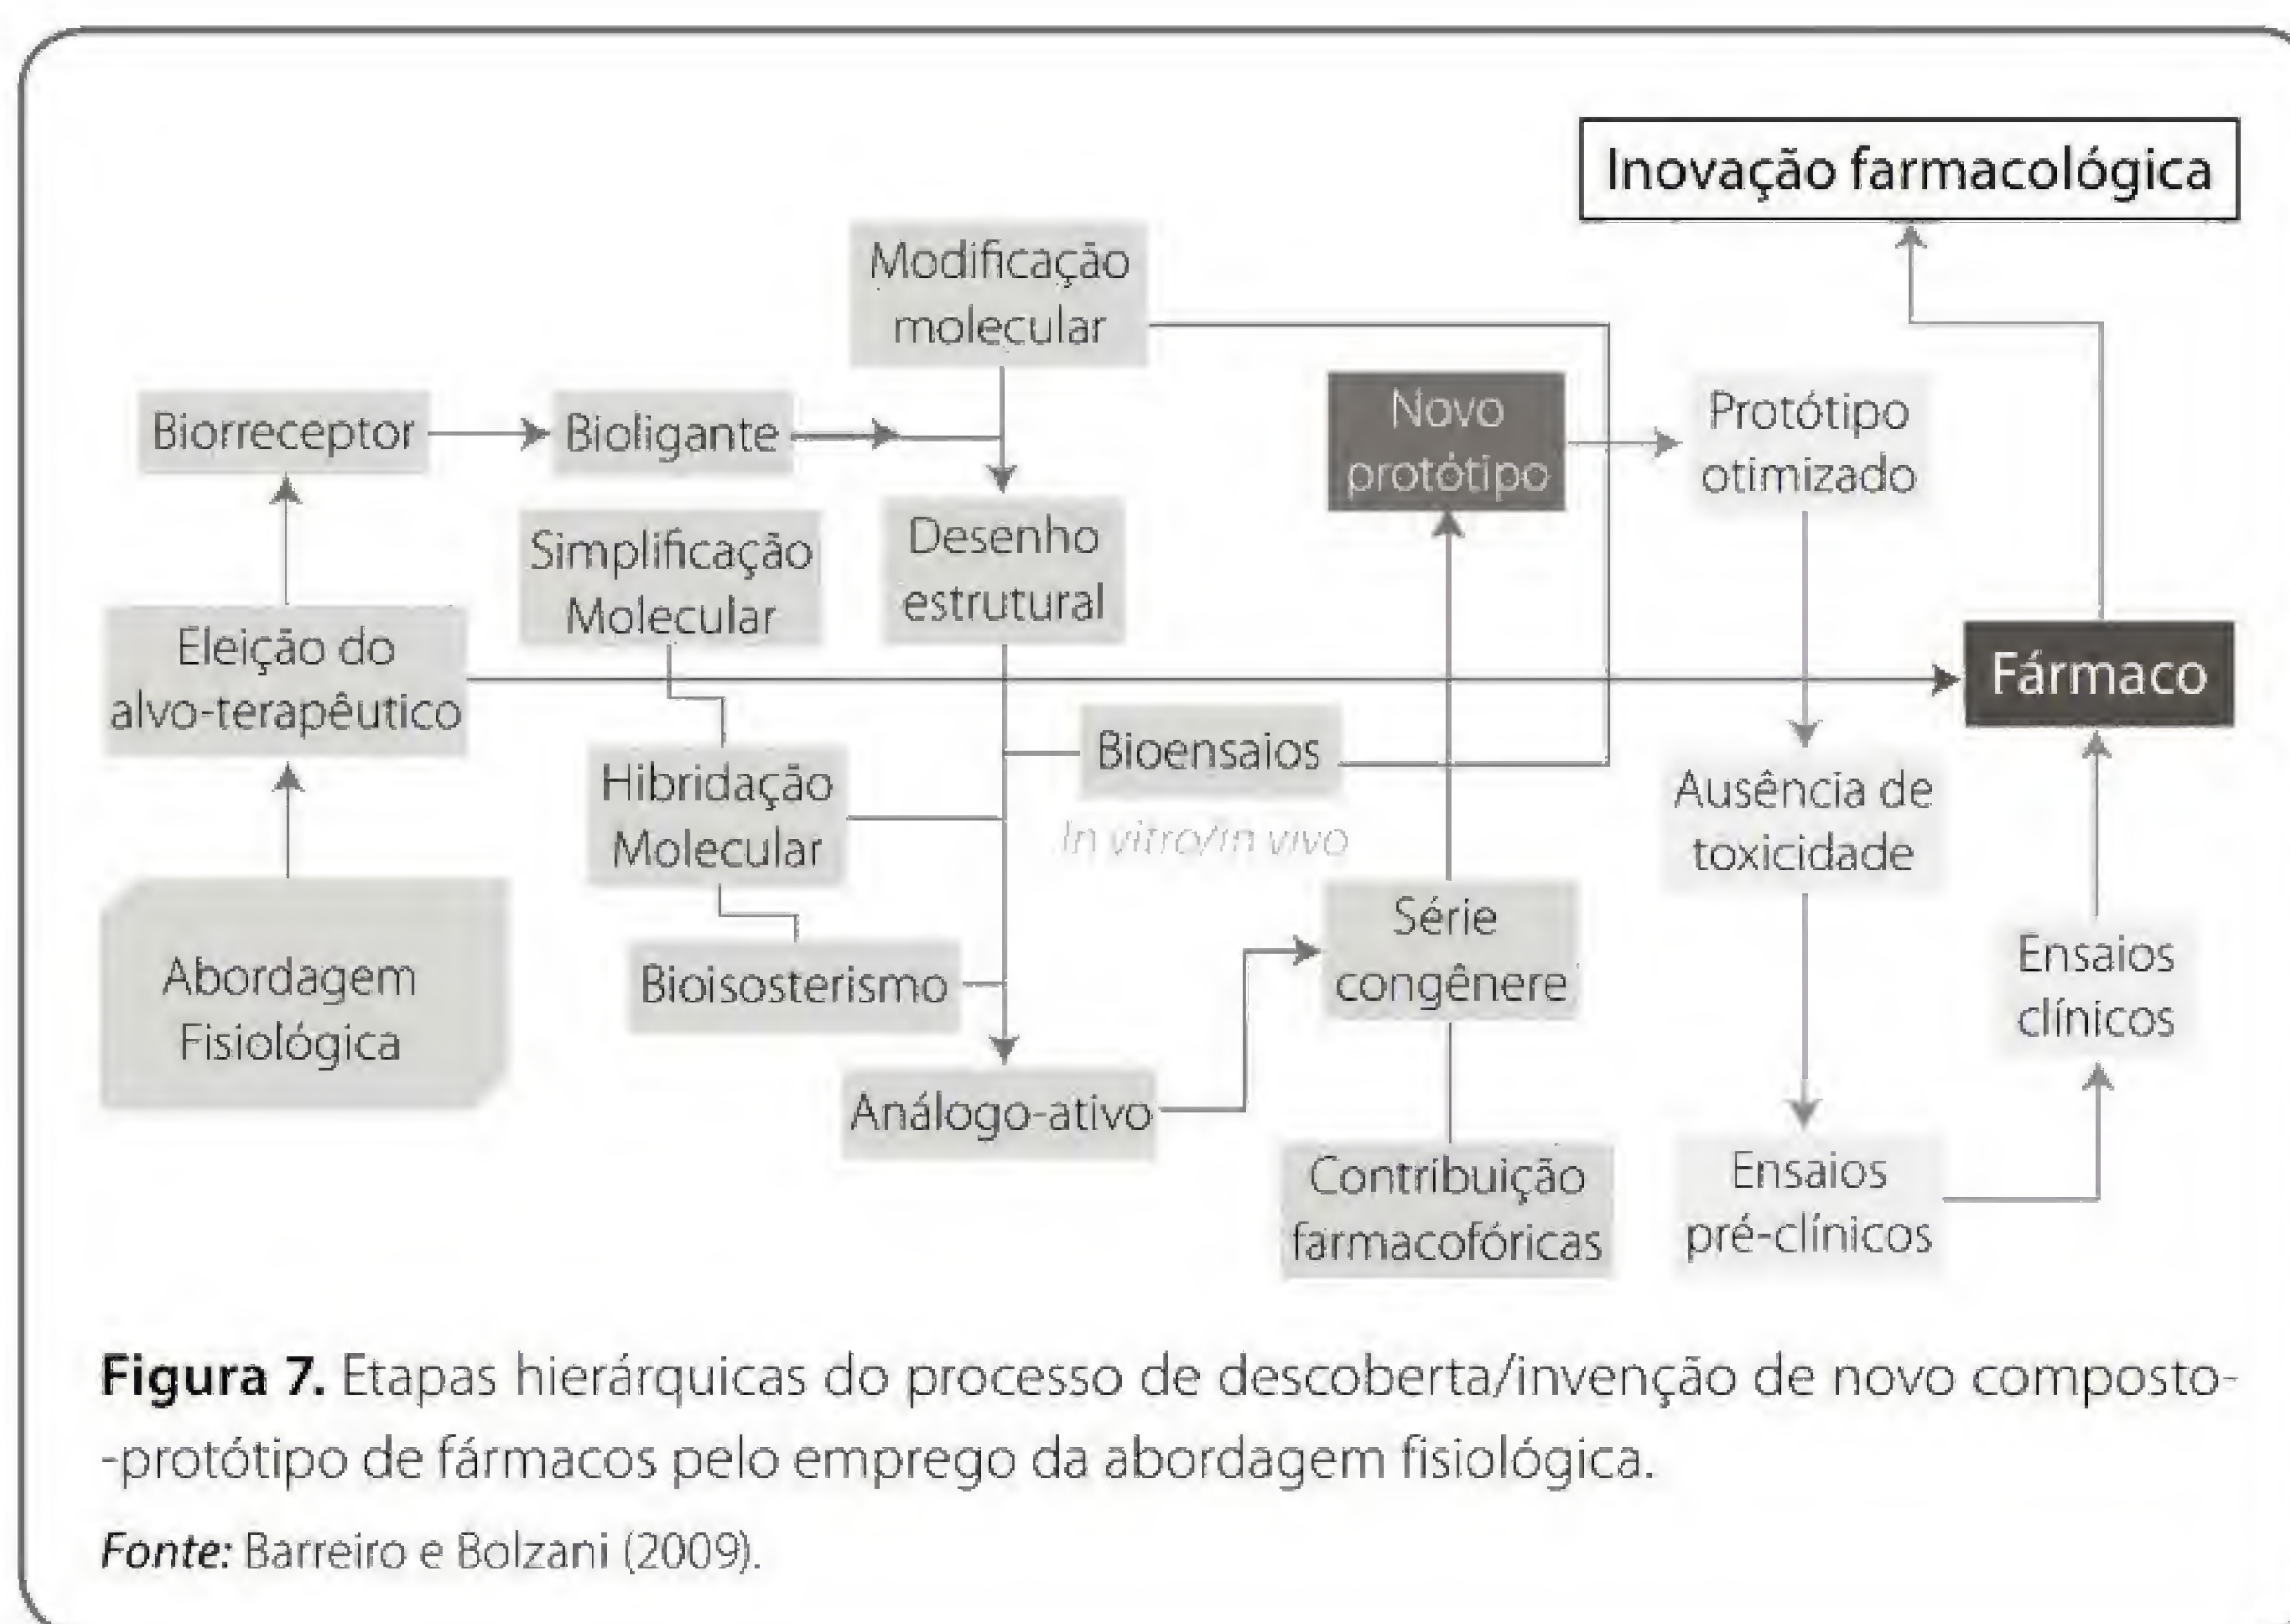 Inovação farmacológica
Modificação
molecular
Biorreceptor
Bioligante
Novo
protótipo
Protótipo
otimizado
Simplificação
Molecular
Desenho
estrutural
Eleição do
alvo-terapêutico
Fármaco
Bioensaios
In vitro/in vivo
Hibridação
Molecular
Ausência de
toxicidade
Abordagem
Fisiológica
Bioisosterismo
Série
congênere
Ensaios
clínicos
Análogo-ativo
Contribuição
farmacofóricas
Ensaios
pré-clínicos
Figura 7. Etapas hierárquicas do processo de descoberta/invenção de novo composto-
-protótipo de fármacos pelo emprego da abordagem fisiológica.
Fonte: Barreiro e Bolzani (2009).